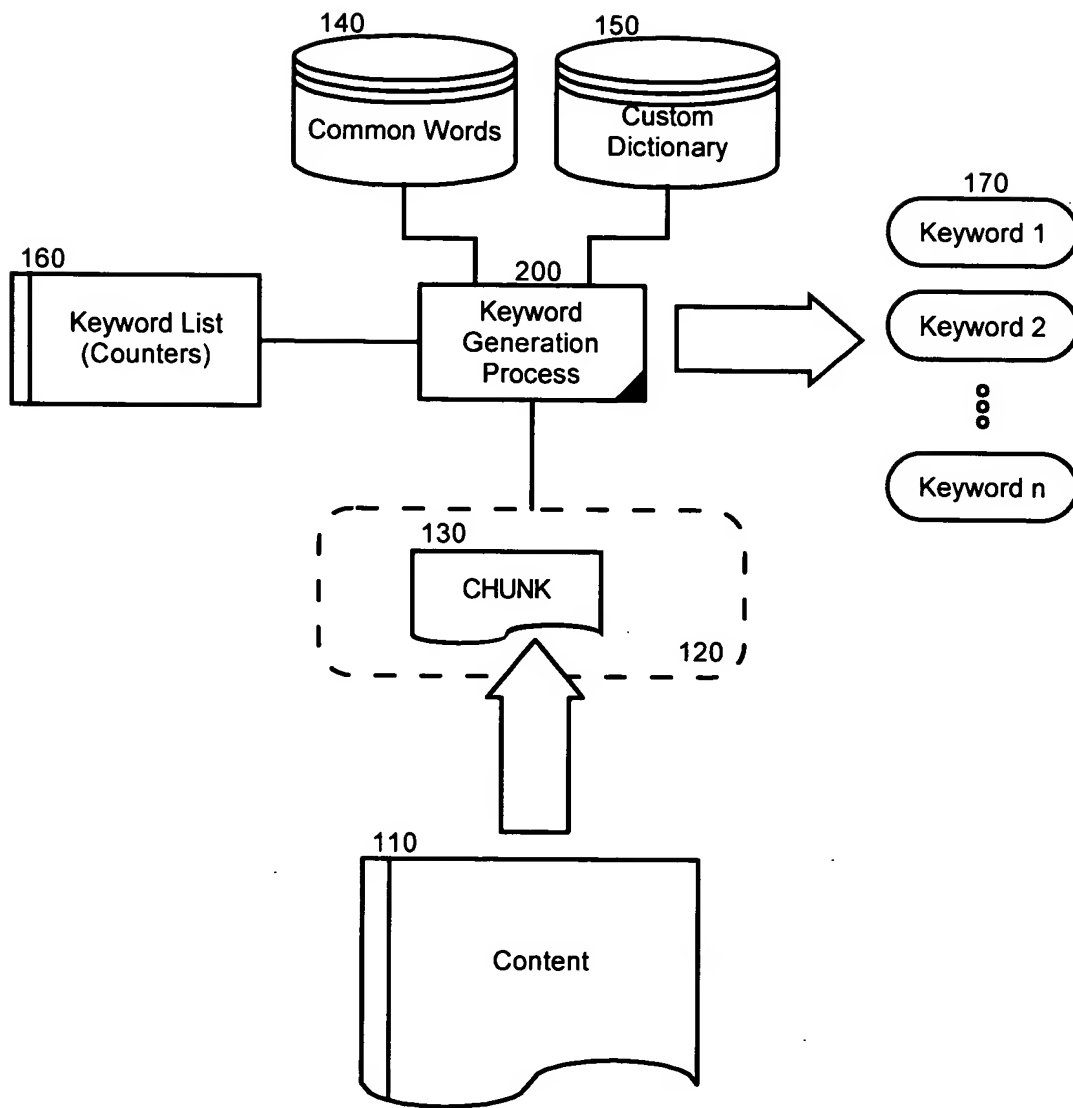 140
150
Common Words
Custom
Dictionary
170
Keyword 1
160
200
Keyword List
(Counters)
Keyword
Generation
Process
Keyword 2
Keyword n
130
CHUNK
120
110
Content